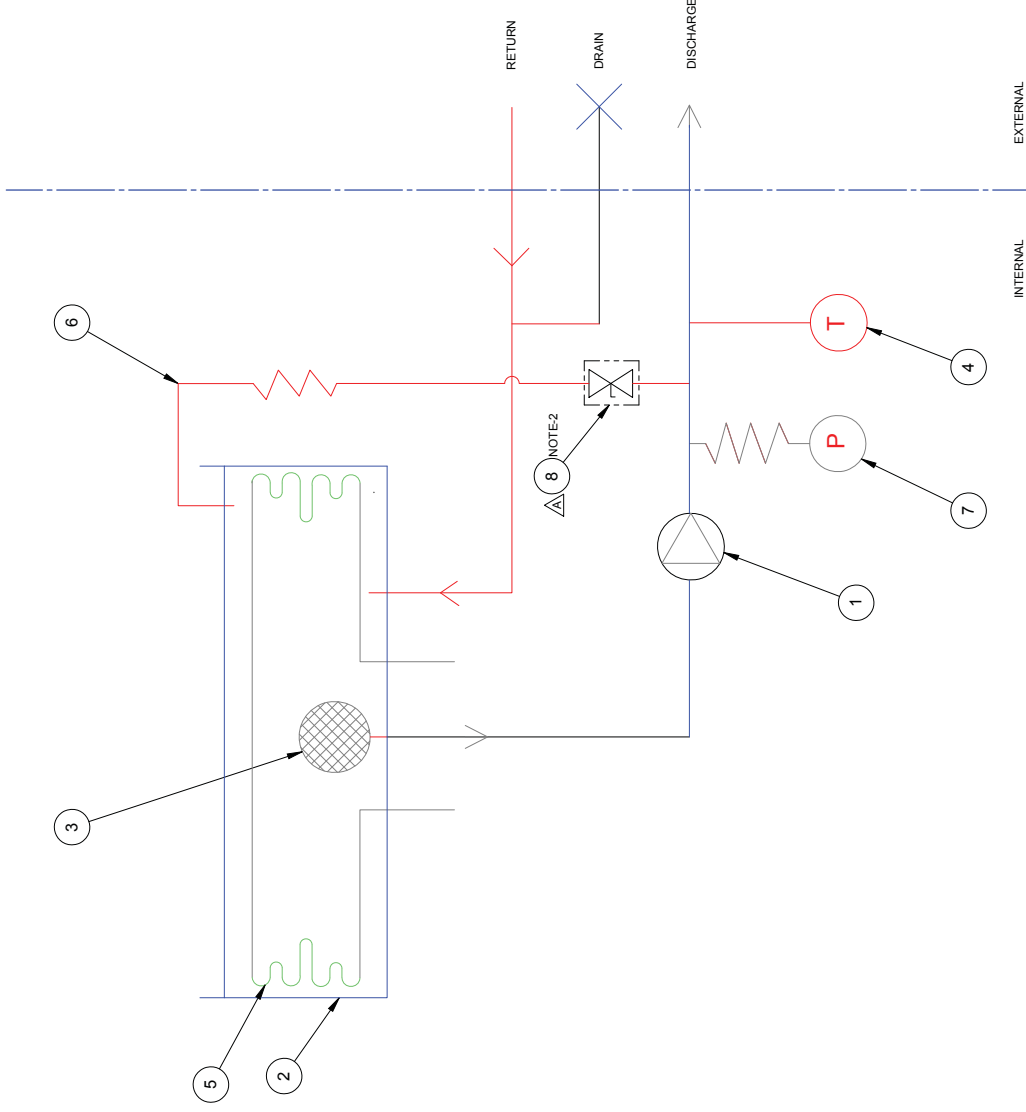 RETURN
DRAIN
DISCHARGE
EXTERNAL
INTERNAL
6
8 NOTE-2
A
L
T
P
4
7
1
3
5
2